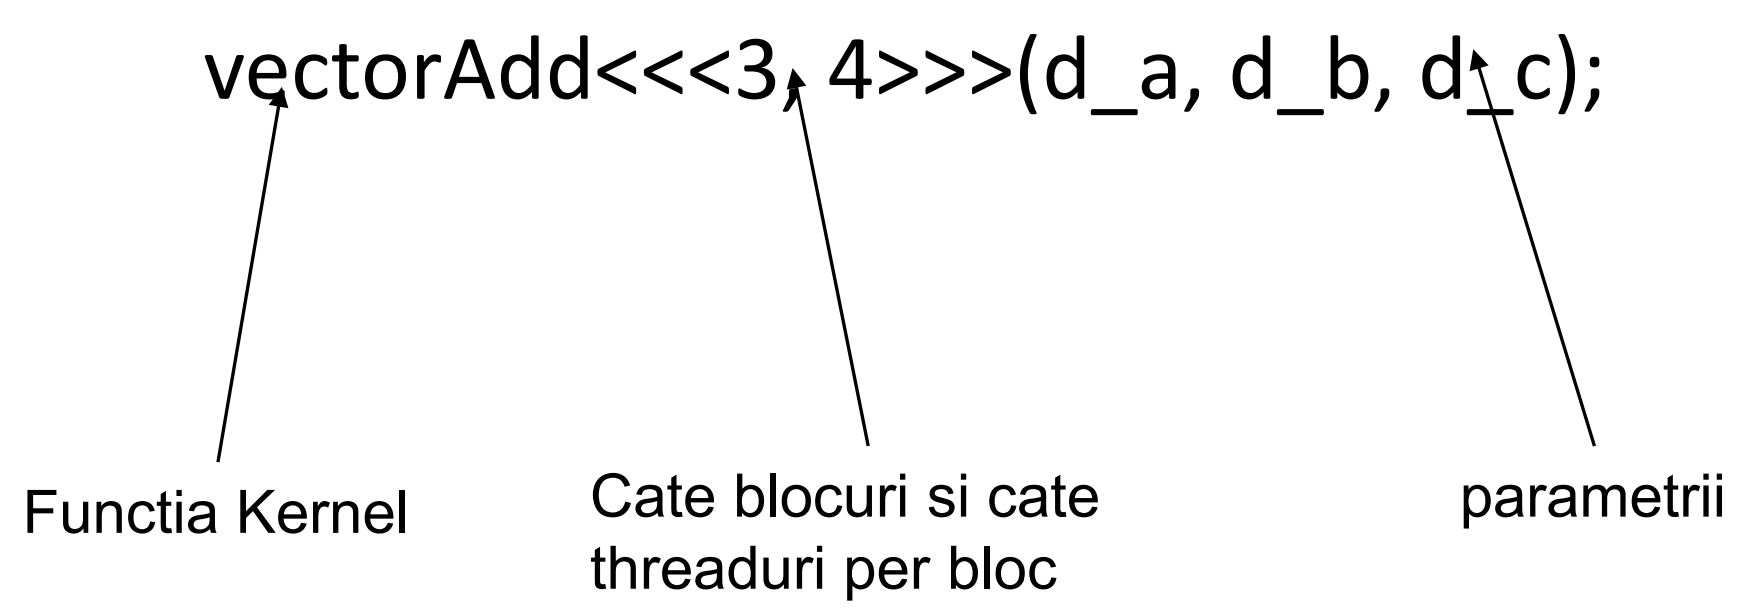 vectorAdd<<<3, 4>>>(d_a, d_b, d_c);
Functia Kernel
Cate blocuri si cate
threaduri per bloc
parametrii